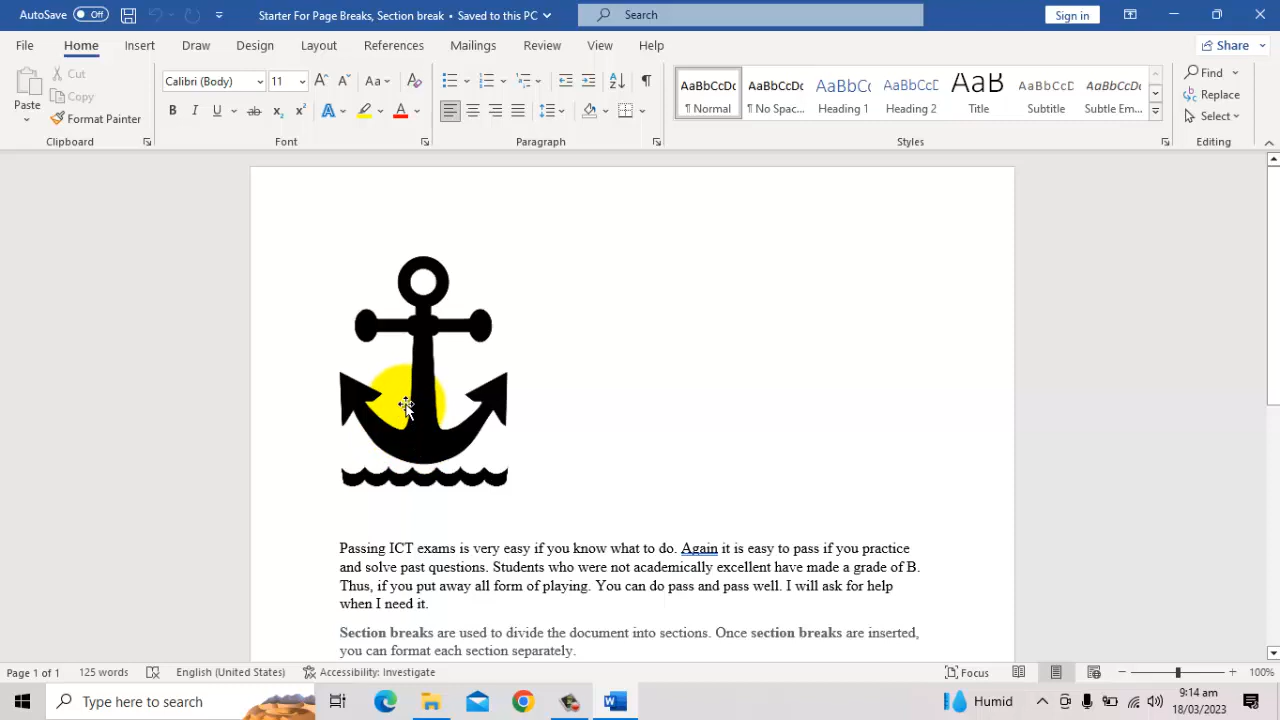 AutoSave Off Starter For Page Breaks, Section break • Saved to this PC Search Sign in
File Home Insert Draw Design Layout References Mailings Review View Help Share
Paste Cut Copy Format Painter
Calibri (Body) 11 Aa
B I U ab x₂ x² A A
AaBbCcDc AaBbCcDc AaBbCc AaBbCcD AaB AaBbCcD AaBbCcDc
¶ Normal ¶ No Spac... Heading 1 Heading 2 Title Subtitle Subtle Em...
Find
Replace
Select
Clipboard Font Paragraph Styles Editing
Passing ICT exams is very easy if you know what to do. Again it is easy to pass if you practice
and solve past questions. Students who were not academically excellent have made a grade of B.
Thus, if you put away all form of playing. You can do pass and pass well. I will ask for help
when I need it.
Section breaks are used to divide the document into sections. Once section breaks are inserted,
you can format each section separately.
Page 1 of 1 125 words English (United States) Accessibility: Investigate Focus 100%
Type here to search Humid 9:14 am
18/03/2023